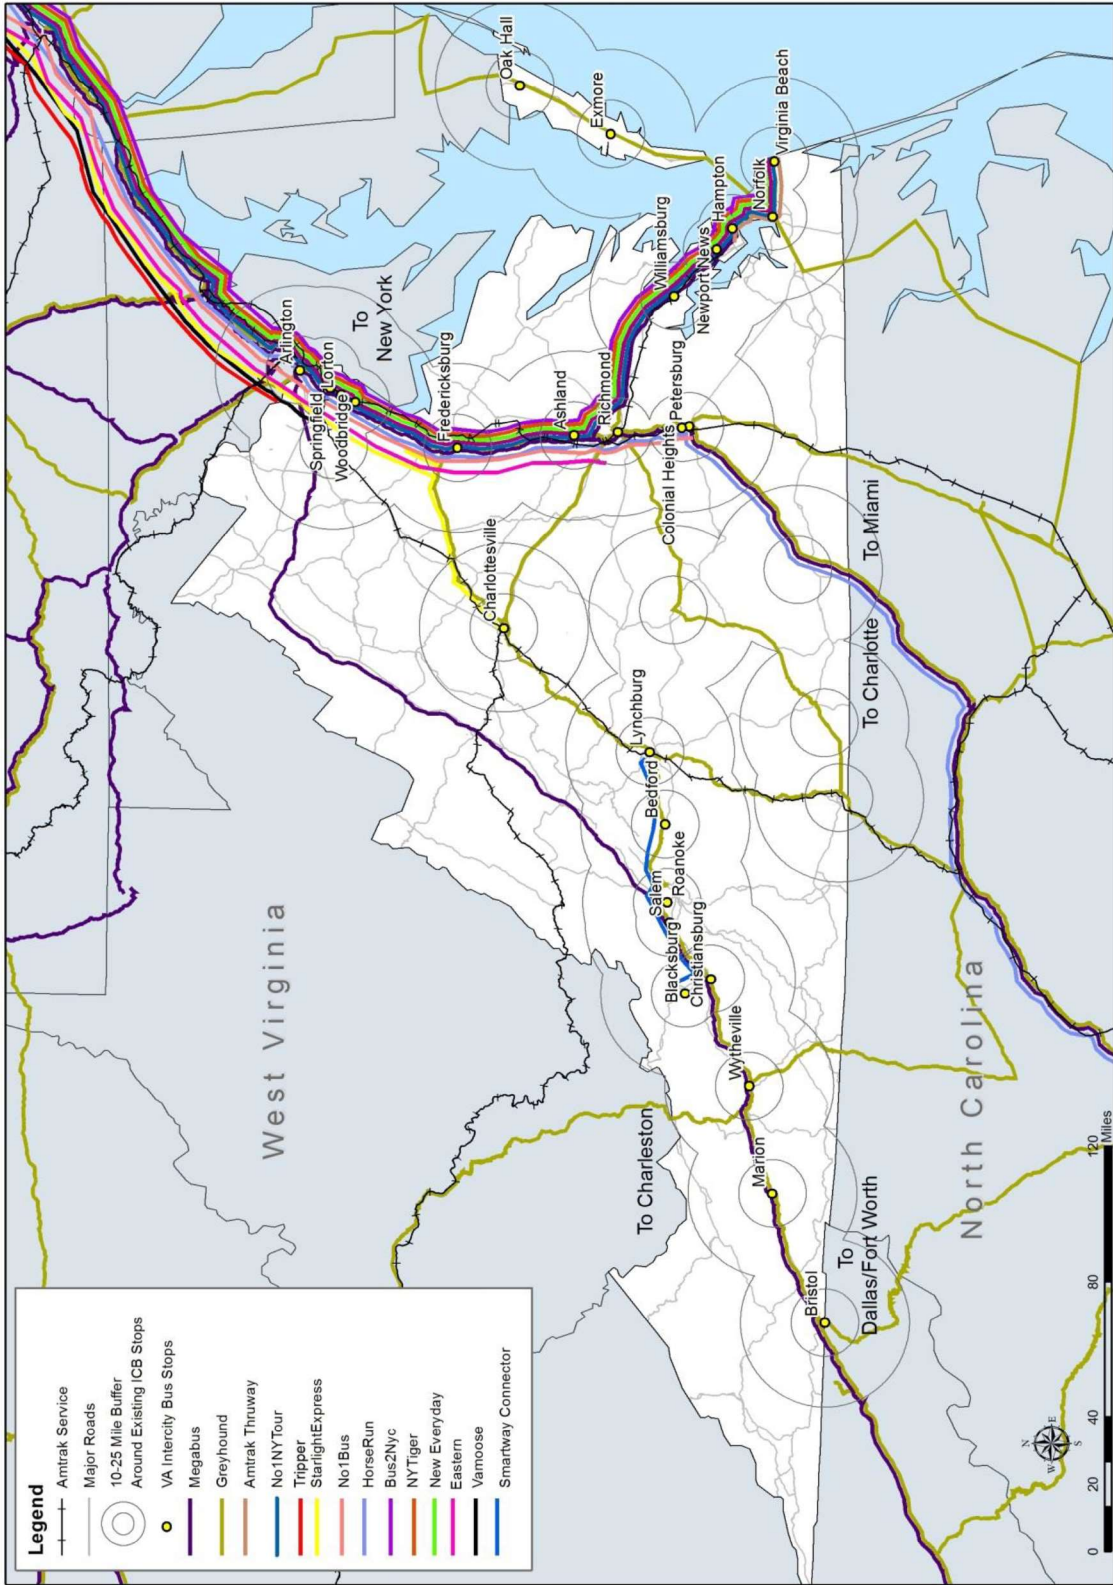 Legend
Amtrak Service
Major Roads
10-25 Mile Buffer
Around Existing ICB Stops
VA Intercity Bus Stops
Megabus
Greyhound
Amtrak Thruway
No1NYTour
Tripper
StarlightExpress
No1Bus
HorseRun
Bus2Nyc
NYTiger
New Everyday
Eastern
Vamoose
Smartway Connector
West Virginia
North Carolina
To Charleston
To
New York
To
Dallas/Fort Worth
To Charlotte
To Miami
Arlington
Springfield
Lorton
Woodbridge
Fredericksburg
Ashland
Richmond
Charlottesville
Colonial Heights
Petersburg
Williamsburg
Newport News
Hampton
Norfolk
Virginia Beach
Oak Hall
Exmore
Lynchburg
Bedford
Roanoke
Salem
Blacksburg
Christiansburg
Wytheville
Marion
Bristol
N
W
E
S
0
20
40
80
120
Miles